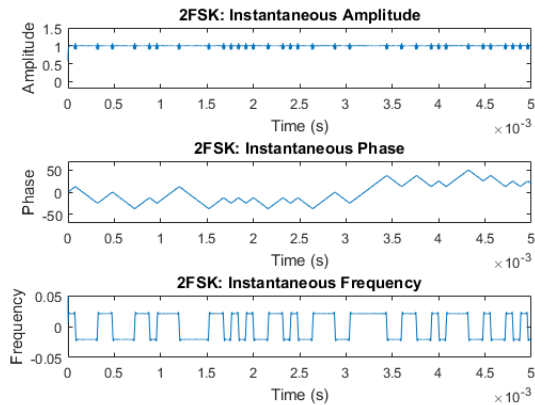 2FSK: Instantaneous Amplitude
Amplitude
1.5
1
0.5
0
0 0.5 1 1.5 2 2.5 3 3.5 4 4.5 5
Time (s)
×10⁻³
2FSK: Instantaneous Phase
Phase
50
0
-50
0 0.5 1 1.5 2 2.5 3 3.5 4 4.5 5
Time (s)
×10⁻³
2FSK: Instantaneous Frequency
Frequency
0.05
0
-0.05
0 0.5 1 1.5 2 2.5 3 3.5 4 4.5 5
Time (s)
×10⁻³